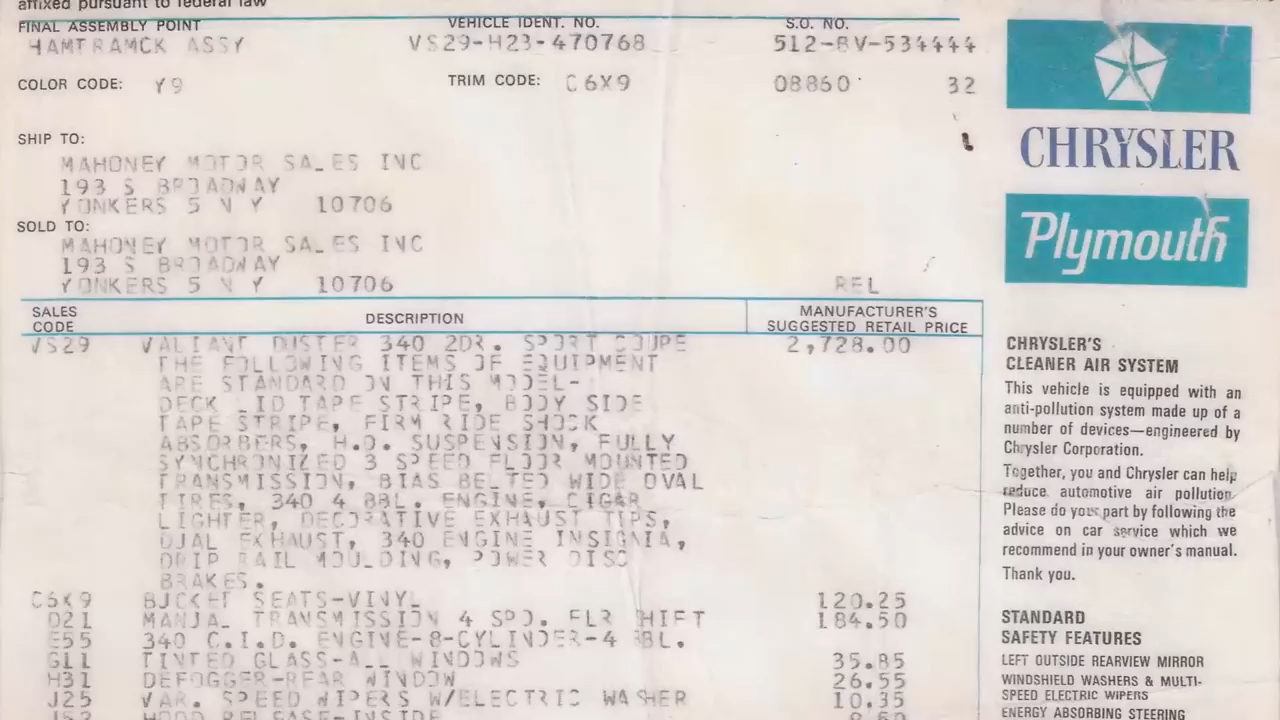 affixed pursuant to federal law
FINAL ASSEMBLY POINT VEHICLE IDENT. NO. S.O. NO.
HAMTRAMCK ASSY VS29-H23-470768 512-BV-534444
COLOR CODE: Y9 TRIM CODE: C6X9 08860 32
SHIP TO:
MAHONEY MOTOR SALES INC
193 S BROADWAY
YONKERS 5 N Y 10706
SOLD TO:
MAHONEY MOTOR SALES INC
193 S BROADWAY
YONKERS 5 N Y 10706 REL
SALES CODE DESCRIPTION MANUFACTURER'S SUGGESTED RETAIL PRICE
VS29 VALIANT DUSTER 340 2DR. SPORT COUPE 2,728.00
THE FOLLOWING ITEMS OF EQUIPMENT
ARE STANDARD ON THIS MODEL-
DECK LID TAPE STRIPE, BODY SIDE
TAPE STRIPE, FIRM RIDE SHOCK
ABSORBERS, H.D. SUSPENSION, FULLY
SYNCHRONIZED 3 SPEED FLOOR MOUNTED
TRANSMISSION, BIAS BELTED WIDE OVAL
TIRES, 340 4 BBL. ENGINE, CIGAR
LIGHTER, DECORATIVE EXHAUST TIPS,
DUAL EXHAUST, 340 ENGINE INSIGNIA,
DRIP RAIL MOULDING, POWER DISC
BRAKES.
C6X9 BUCKET SEATS-VINYL 120.25
D21 MANUAL TRANSMISSION 4 SPD. FLR SHIFT 184.50
E55 340 C.I.D. ENGINE-8-CYLINDER-4 BBL.
G11 TINTED GLASS-ALL WINDOWS 35.85
H31 DEFOGGER-REAR WINDOW 26.55
J25 VAR. SPEED WIPERS W/ELECTRIC WASHER 10.35
HOOD RELEASE-INSIDE
CHRYSLER
Plymouth
CHRYSLER'S
CLEANER AIR SYSTEM
This vehicle is equipped with an
anti-pollution system made up of a
number of devices—engineered by
Chrysler Corporation.
Together, you and Chrysler can help
reduce automotive air pollution.
Please do your part by following the
advice on car service which we
recommend in your owner's manual.
Thank you.
STANDARD
SAFETY FEATURES
LEFT OUTSIDE REARVIEW MIRROR
WINDSHIELD WASHERS & MULTI-
SPEED ELECTRIC WIPERS
ENERGY ABSORBING STEERING